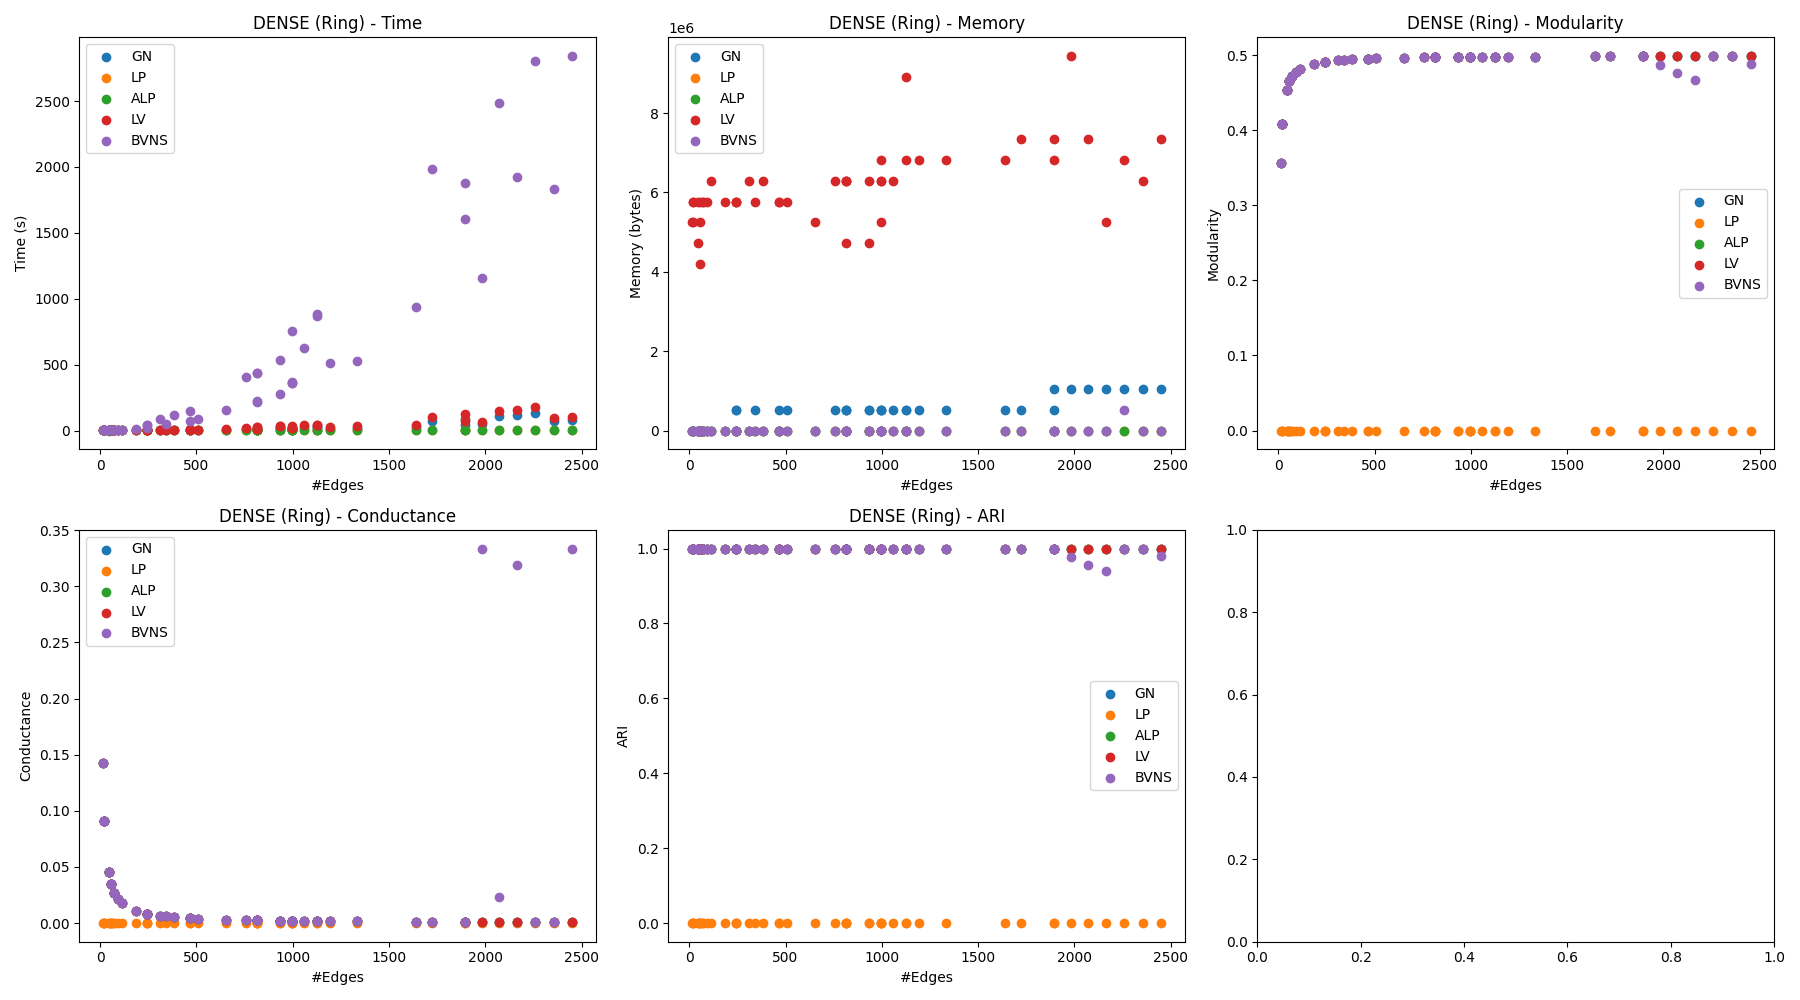 DENSE (Ring) - Time
Time (s)
2500
2000
1500
1000
500
0
GN
LP
ALP
LV
BVNS
0 500 1000 1500 2000 2500
#Edges
DENSE (Ring) - Memory
1e6
Memory (bytes)
8
6
4
2
0
GN
LP
ALP
LV
BVNS
0 500 1000 1500 2000 2500
#Edges
DENSE (Ring) - Modularity
Modularity
0.5
0.4
0.3
0.2
0.1
0.0
GN
LP
ALP
LV
BVNS
0 500 1000 1500 2000 2500
#Edges
DENSE (Ring) - Conductance
Conductance
0.35
0.30
0.25
0.20
0.15
0.10
0.05
0.00
GN
LP
ALP
LV
BVNS
0 500 1000 1500 2000 2500
#Edges
DENSE (Ring) - ARI
ARI
1.0
0.8
0.6
0.4
0.2
0.0
GN
LP
ALP
LV
BVNS
0 500 1000 1500 2000 2500
#Edges
1.0
0.8
0.6
0.4
0.2
0.0
0.0 0.2 0.4 0.6 0.8 1.0